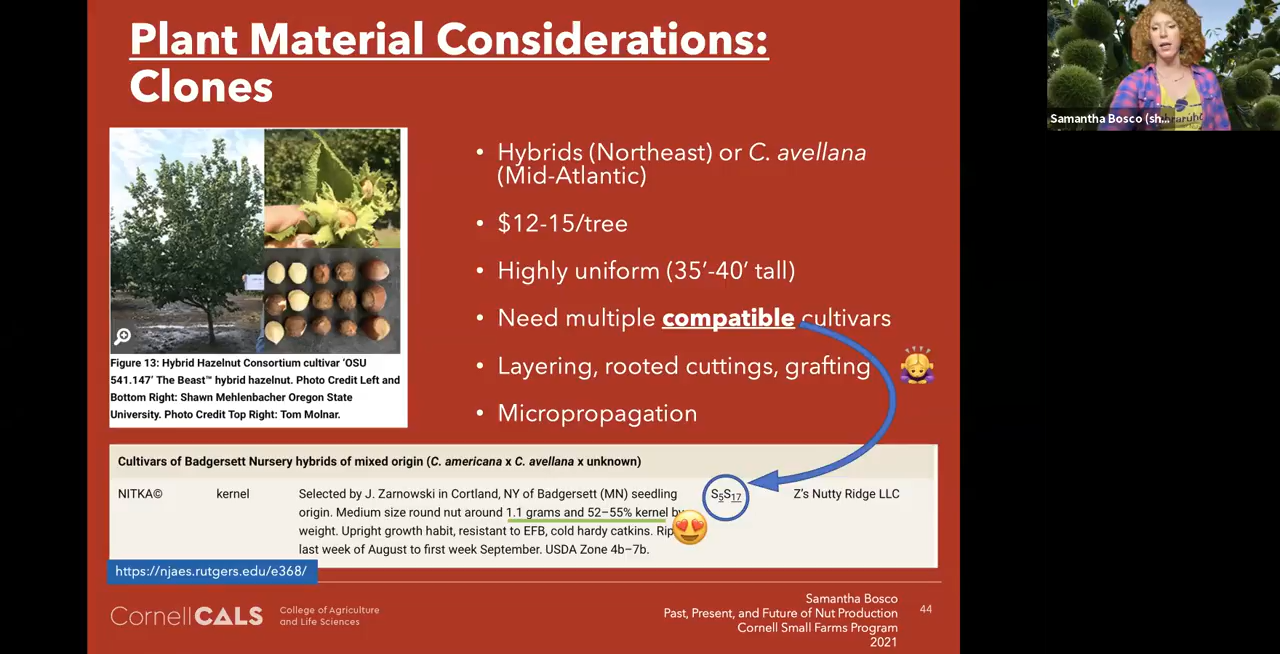 Plant Material Considerations:
Clones
Samantha Bosco (sh...
• Hybrids (Northeast) or C. avellana
(Mid-Atlantic)
• $12-15/tree
• Highly uniform (35’-40’ tall)
• Need multiple compatible cultivars
• Layering, rooted cuttings, grafting
• Micropropagation
Figure 13: Hybrid Hazelnut Consortium cultivar ‘OSU
541.147’ The Beast™ hybrid hazelnut. Photo Credit Left and
Bottom Right: Shawn Mehlenbacher Oregon State
University. Photo Credit Top Right: Tom Molnar.
Cultivars of Badgersett Nursery hybrids of mixed origin (C. americana x C. avellana x unknown)
NITKA© kernel Selected by J. Zarnowski in Cortland, NY of Badgersett (MN) seedling S5S17 Z’s Nutty Ridge LLC
origin. Medium size round nut around 1.1 grams and 52–55% kernel by
weight. Upright growth habit, resistant to EFB, cold hardy catkins. Rip
last week of August to first week September. USDA Zone 4b–7b.
https://njaes.rutgers.edu/e368/
CornellCALS College of Agriculture
and Life Sciences
Samantha Bosco
Past, Present, and Future of Nut Production
Cornell Small Farms Program
2021
44